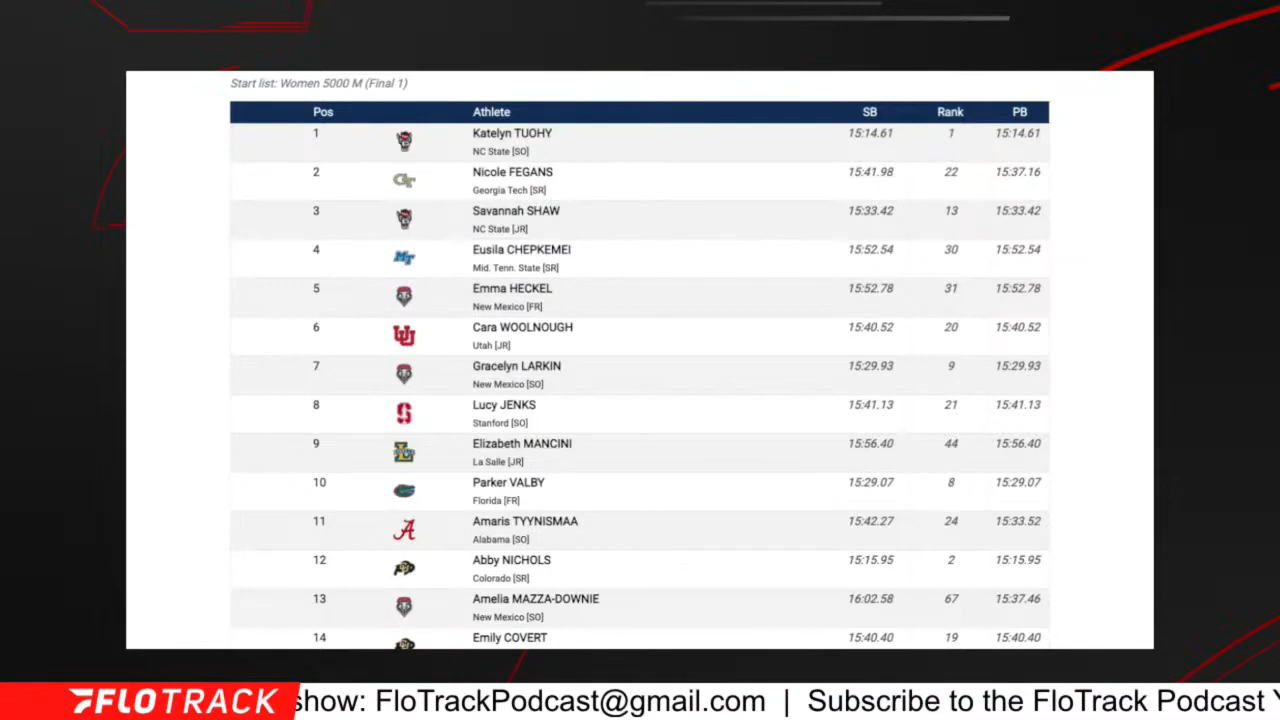 Start list: Women 5000 M (Final 1)
Pos Athlete SB Rank PB
1 Katelyn TUOHY 15:14.61 1 15:14.61
NC State [SO]
2 Nicole FEGANS 15:41.98 22 15:37.16
Georgia Tech [SR]
3 Savannah SHAW 15:33.42 13 15:33.42
NC State [JR]
4 Eusila CHEPKEMEI 15:52.54 30 15:52.54
Mid. Tenn. State [SR]
5 Emma HECKEL 15:52.78 31 15:52.78
New Mexico [FR]
6 Cara WOOLNOUGH 15:40.52 20 15:40.52
Utah [JR]
7 Gracelyn LARKIN 15:29.93 9 15:29.93
New Mexico [SO]
8 Lucy JENKS 15:41.13 21 15:41.13
Stanford [SO]
9 Elizabeth MANCINI 15:56.40 44 15:56.40
La Salle [JR]
10 Parker VALBY 15:29.07 8 15:29.07
Florida [FR]
11 Amaris TYYNISMAA 15:42.27 24 15:33.52
Alabama [SO]
12 Abby NICHOLS 15:15.95 2 15:15.95
Colorado [SR]
13 Amelia MAZZA-DOWNIE 16:02.58 67 15:37.46
New Mexico [SO]
14 Emily COVERT 15:40.40 19 15:40.40
FLOTRACK show: FloTrackPodcast@gmail.com | Subscribe to the FloTrack Podcast Y